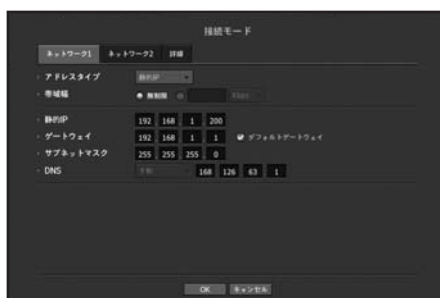 接続モード
ネットワーク1 ネットワーク2 詳細
アドレスタイプ 静的IP
帯域幅 無制限 Kbps
静的IP 192 168 1 200
ゲートウェイ 192 168 1 1 デフォルトゲートウェイ
サブネットマスク 255 255 255 0
DNS 手動 168 126 63 1
OK キャンセル